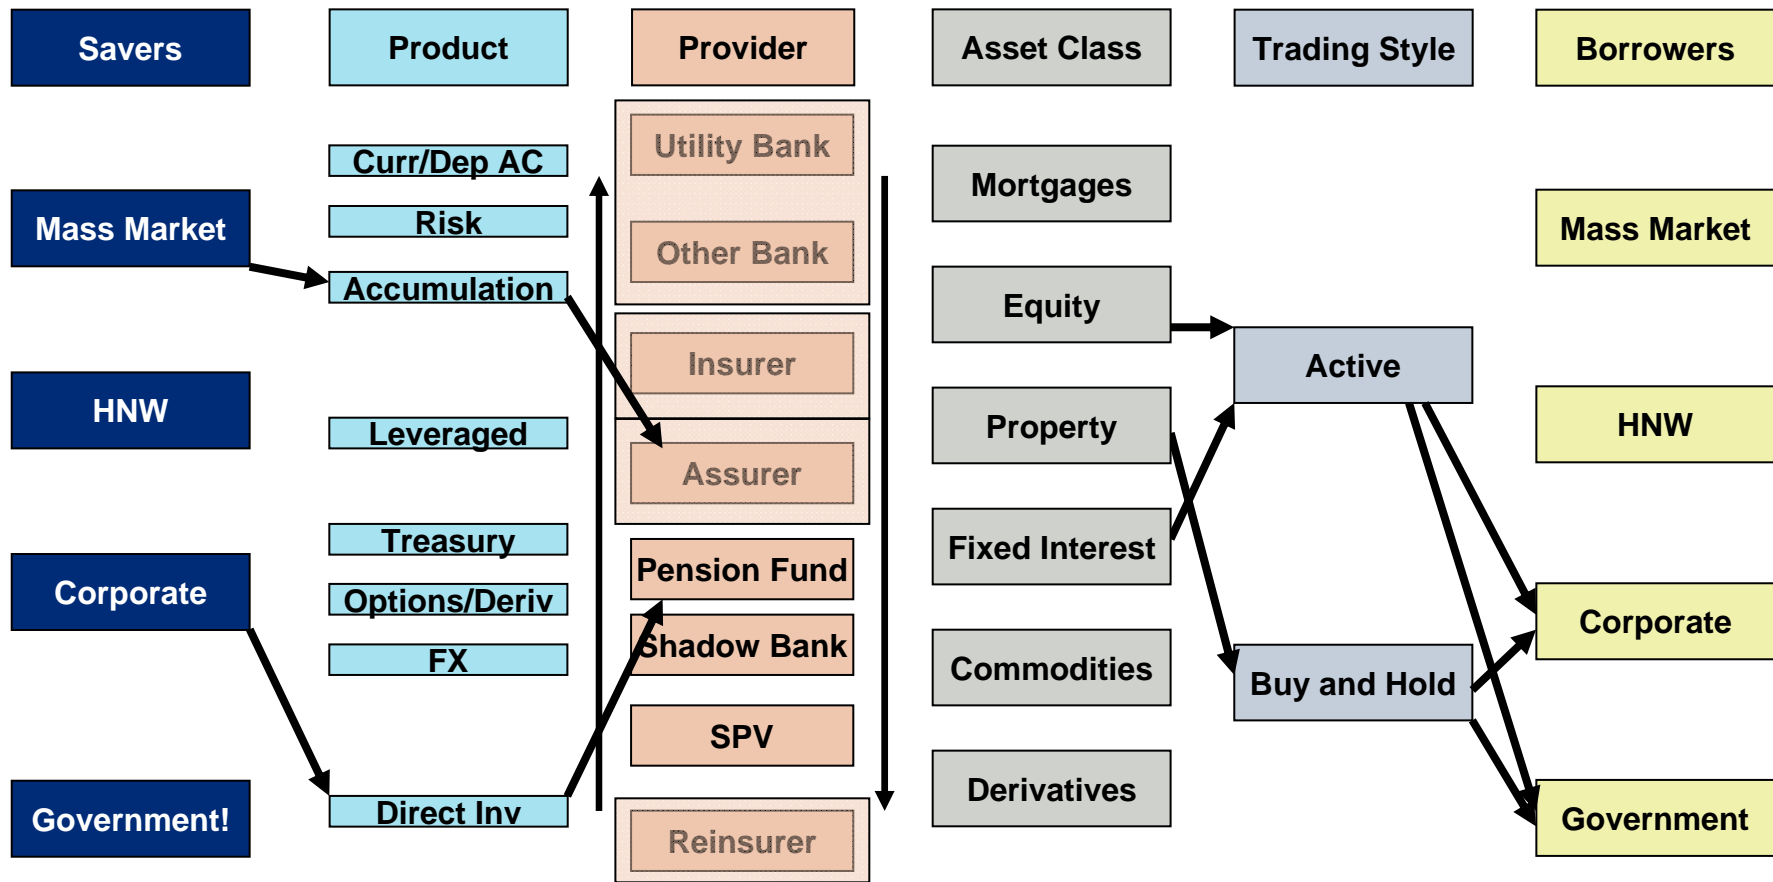 Savers
Product
Provider
Asset Class
Trading Style
Borrowers
Mass Market
HNW
Corporate
Government!
Curr/Dep AC
Risk
Accumulation
Leveraged
Treasury
Options/Deriv
FX
Direct Inv
Utility Bank
Other Bank
Insurer
Assurer
Pension Fund
Shadow Bank
SPV
Reinsurer
Mortgages
Equity
Property
Fixed Interest
Commodities
Derivatives
Active
Buy and Hold
Mass Market
HNW
Corporate
Government